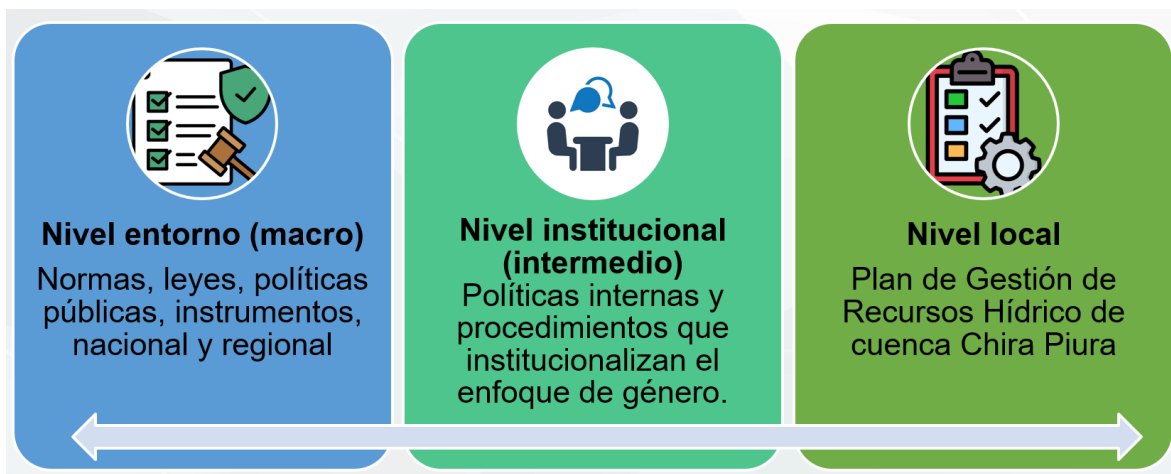 Nivel entorno (macro)
Normas, leyes, políticas
públicas, instrumentos,
nacional y regional
Nivel institucional
(intermedio)
Políticas internas y
procedimientos que
institucionalizan el
enfoque de género.
Nivel local
Plan de Gestión de
Recursos Hídrico de
cuenca Chira Piura